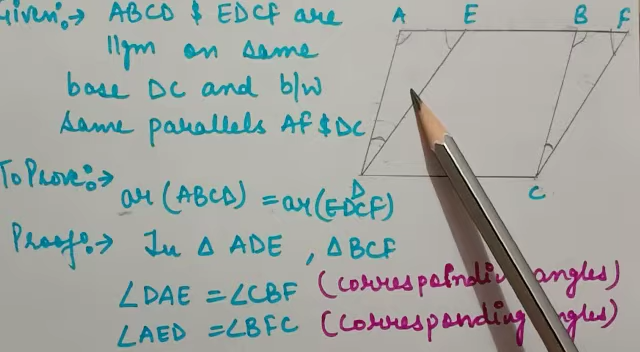 Given:→ ABCD & EDCF are
||gm on same
base DC and b/w
same parallels AF & DC
To Prove:→
ar (ABCD) = ar(EDCF)
Proof:→ In Δ ADE , Δ BCF
∠DAE = ∠CBF (corresponding angles)
∠AED = ∠BFC (corresponding angles)
A E B F
D C